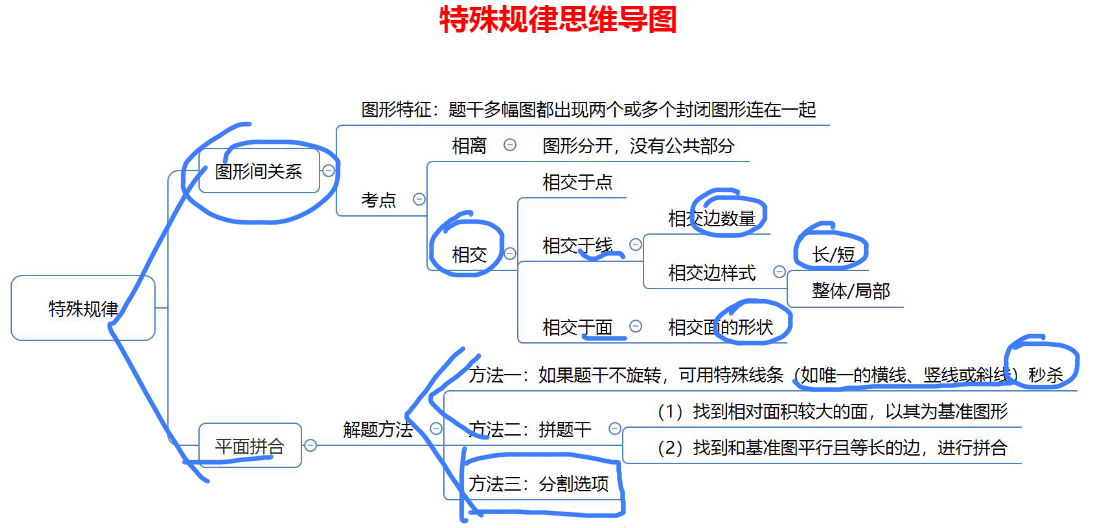 特殊规律思维导图
图形特征：题干多幅图都出现两个或多个封闭图形连在一起
相离
图形分开，没有公共部分
图形间关系
相交于点
考点
相交边数量
相交
相交于线
长/短
相交边样式
整体/局部
特殊规律
相交于面
相交面的形状
方法一：如果题干不旋转，可用特殊线条（如唯一的横线、竖线或斜线）秒杀
（1）找到相对面积较大的面，以其为基准图形
解题方法
方法二：拼题干
平面拼合
（2）找到和基准图平行且等长的边，进行拼合
方法三：分割选项